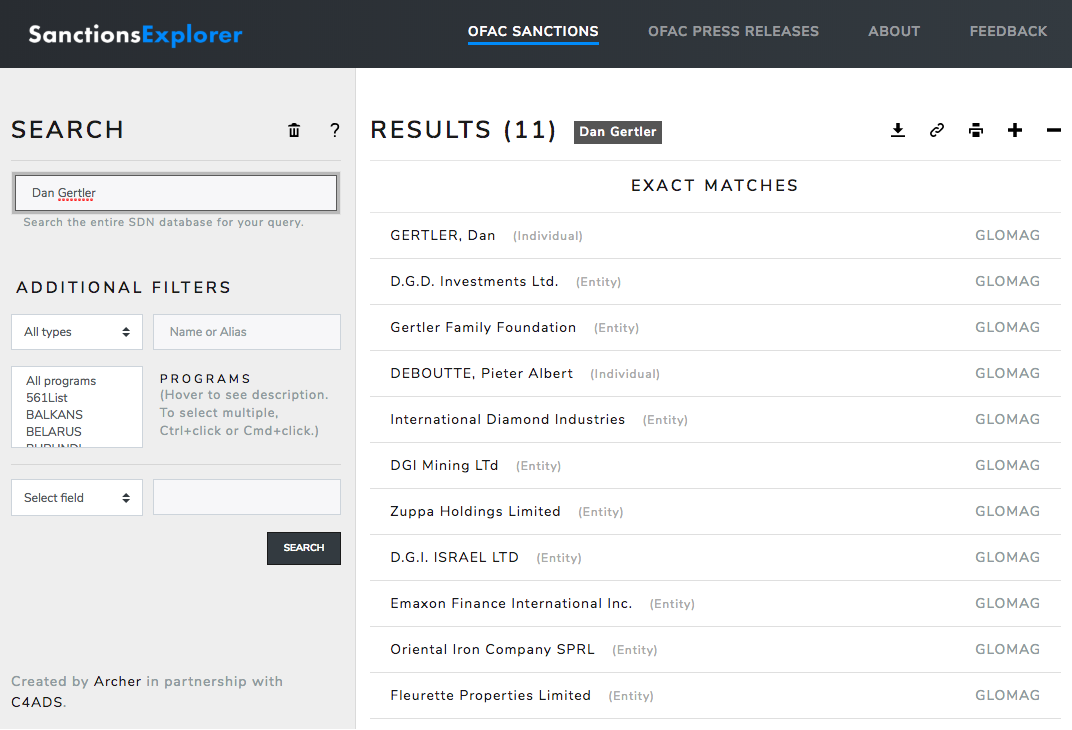 SanctionsExplorer
OFAC SANCTIONS OFAC PRESS RELEASES ABOUT FEEDBACK
SEARCH ?
Dan Gertler
Search the entire SDN database for your query.
ADDITIONAL FILTERS
All types Name or Alias
All programs
561List
BALKANS
BELARUS
BURUNDI
PROGRAMS
(Hover to see description.
To select multiple,
Ctrl+click or Cmd+click.)
Select field
SEARCH
Created by Archer in partnership with
C4ADS.
RESULTS (11) Dan Gertler
EXACT MATCHES
GERTLER, Dan (Individual) GLOMAG
D.G.D. Investments Ltd. (Entity) GLOMAG
Gertler Family Foundation (Entity) GLOMAG
DEBOUTTE, Pieter Albert (Individual) GLOMAG
International Diamond Industries (Entity) GLOMAG
DGI Mining LTd (Entity) GLOMAG
Zuppa Holdings Limited (Entity) GLOMAG
D.G.I. ISRAEL LTD (Entity) GLOMAG
Emaxon Finance International Inc. (Entity) GLOMAG
Oriental Iron Company SPRL (Entity) GLOMAG
Fleurette Properties Limited (Entity) GLOMAG